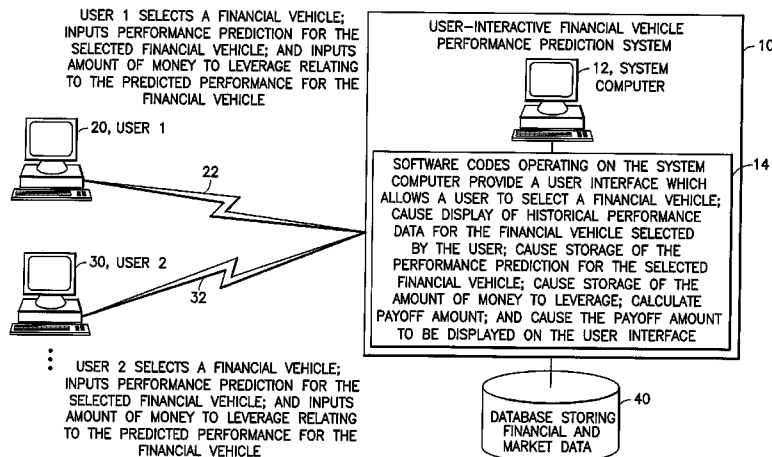 USER 1 SELECTS A FINANCIAL VEHICLE;
INPUTS PERFORMANCE PREDICTION FOR THE
SELECTED FINANCIAL VEHICLE; AND INPUTS
AMOUNT OF MONEY TO LEVERAGE RELATING
TO THE PREDICTED PERFORMANCE FOR THE
FINANCIAL VEHICLE
20, USER 1
22
30, USER 2
32
USER 2 SELECTS A FINANCIAL VEHICLE;
INPUTS PERFORMANCE PREDICTION FOR THE
SELECTED FINANCIAL VEHICLE; AND INPUTS
AMOUNT OF MONEY TO LEVERAGE RELATING
TO THE PREDICTED PERFORMANCE FOR THE
FINANCIAL VEHICLE
USER-INTERACTIVE FINANCIAL VEHICLE
PERFORMANCE PREDICTION SYSTEM
10
12, SYSTEM
COMPUTER
14
SOFTWARE CODES OPERATING ON THE SYSTEM
COMPUTER PROVIDE A USER INTERFACE WHICH
ALLOWS A USER TO SELECT A FINANCIAL VEHICLE;
CAUSE DISPLAY OF HISTORICAL PERFORMANCE
DATA FOR THE FINANCIAL VEHICLE SELECTED
BY THE USER; CAUSE STORAGE OF THE
PERFORMANCE PREDICTION FOR THE SELECTED
FINANCIAL VEHICLE; CAUSE STORAGE OF THE
AMOUNT OF MONEY TO LEVERAGE; CALCULATE
PAYOFF AMOUNT; AND CAUSE THE PAYOFF AMOUNT
TO BE DISPLAYED ON THE USER INTERFACE
40
DATABASE STORING
FINANCIAL AND
MARKET DATA